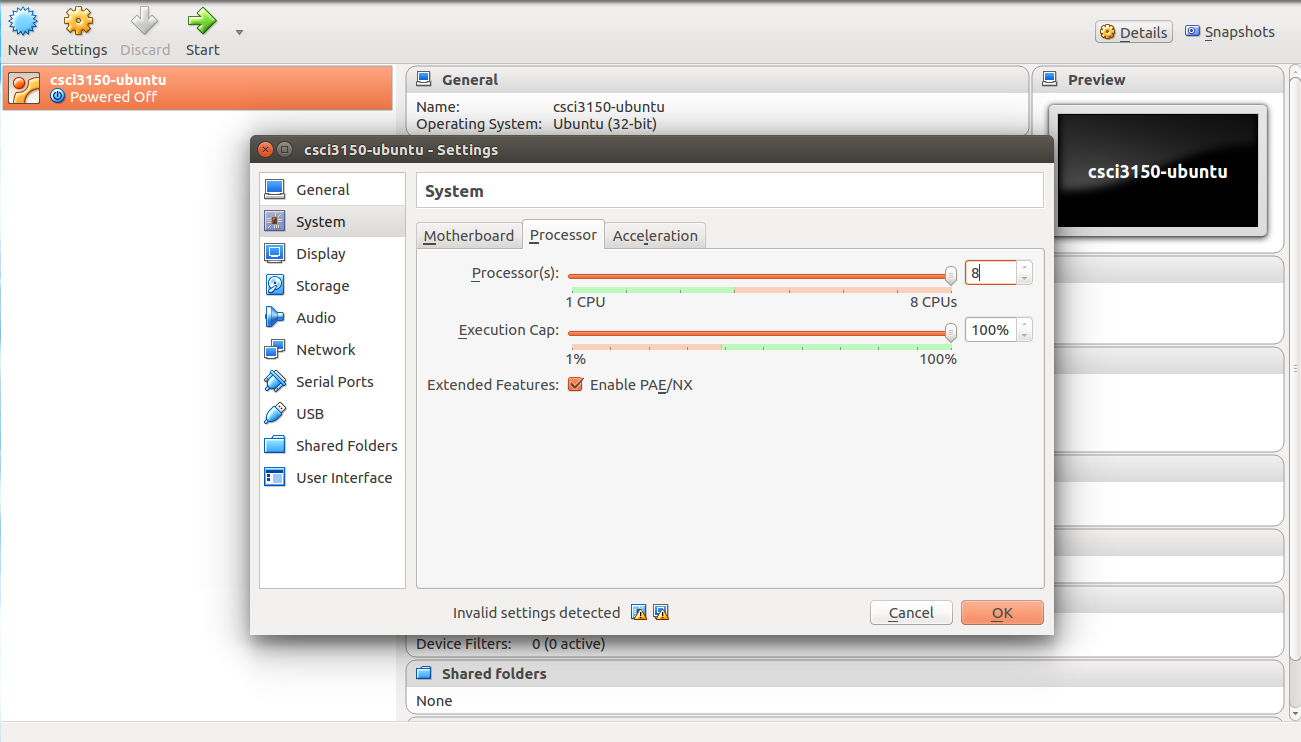 New Settings Discard Start
Details Snapshots
csci3150-ubuntu
Powered Off
General
Name: csci3150-ubuntu
Operating System: Ubuntu (32-bit)
Preview
csci3150-ubuntu
csci3150-ubuntu - Settings
General
System
Display
Storage
Audio
Network
Serial Ports
USB
Shared Folders
User Interface
System
Motherboard Processor Acceleration
Processor(s): 8
1 CPU 8 CPUs
Execution Cap: 100%
1% 100%
Extended Features: Enable PAE/NX
Invalid settings detected Cancel OK
Device Filters: 0 (0 active)
Shared folders
None